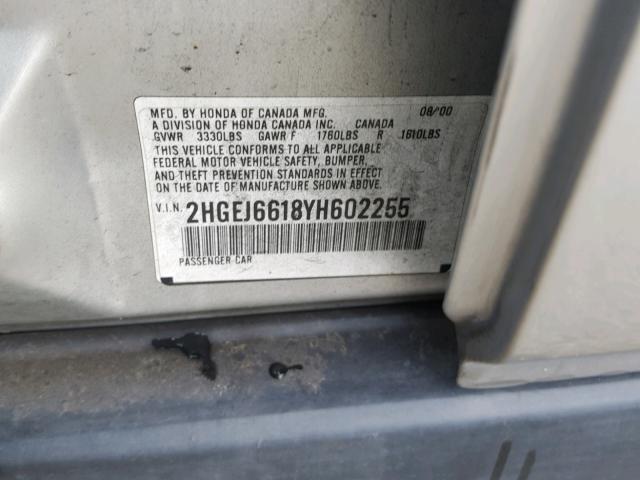 MFD. BY HONDA OF CANADA MFG. 08/00
A DIVISION OF HONDA CANADA INC. CANADA
GVWR 3330LBS GAWR F 1760LBS R 1610LBS
THIS VEHICLE CONFORMS TO ALL APPLICABLE
FEDERAL MOTOR VEHICLE SAFETY, BUMPER,
AND THEFT PREVENTION STANDARDS IN EFFECT
ON THE DATE OF MANUFACTURE SHOWN ABOVE.
V.I.N. 2HGEJ6618YH602255
PASSENGER CAR